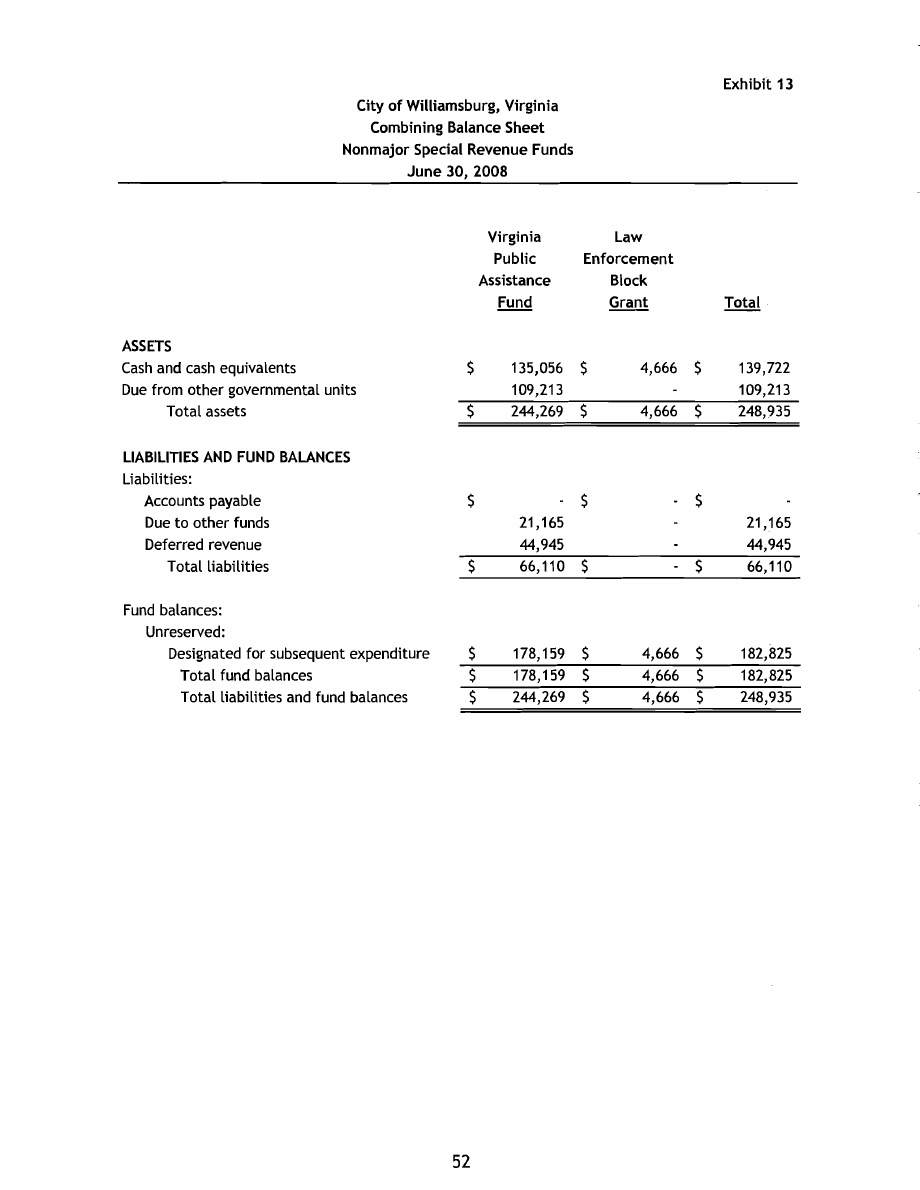 Exhibit 13
City of Williamsburg, Virginia
Combining Balance Sheet
Nonmajor Special Revenue Funds
June 30, 2008
Virginia Law
Public Enforcement
Assistance Block
Fund Grant Total
ASSETS
Cash and cash equivalents $ 135,056 $ 4,666 $ 139,722
Due from other governmental units 109,213 - 109,213
Total assets $ 244,269 $ 4,666 $ 248,935
LIABILITIES AND FUND BALANCES
Liabilities:
Accounts payable $ - $ - $ -
Due to other funds 21,165 - 21,165
Deferred revenue 44,945 - 44,945
Total liabilities $ 66,110 $ - $ 66,110
Fund balances:
Unreserved:
Designated for subsequent expenditure $ 178,159 $ 4,666 $ 182,825
Total fund balances $ 178,159 $ 4,666 $ 182,825
Total liabilities and fund balances $ 244,269 $ 4,666 $ 248,935
52